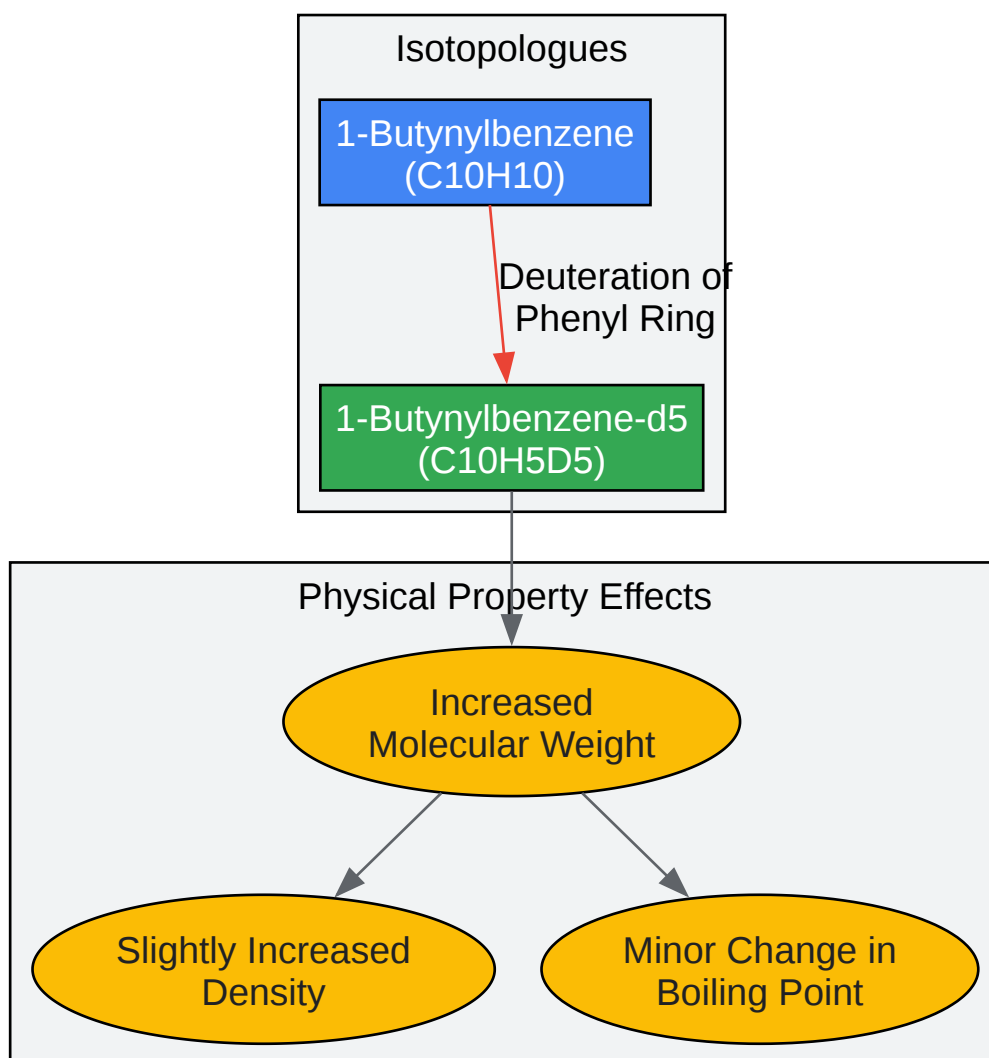 Isotopologues
1-Butynylbenzene
(C10H10)
Deuteration of
Phenyl Ring
1-Butynylbenzene-d5
(C10H5D5)
Physical Property Effects
Increased
Molecular Weight
Slightly Increased
Density
Minor Change in
Boiling Point